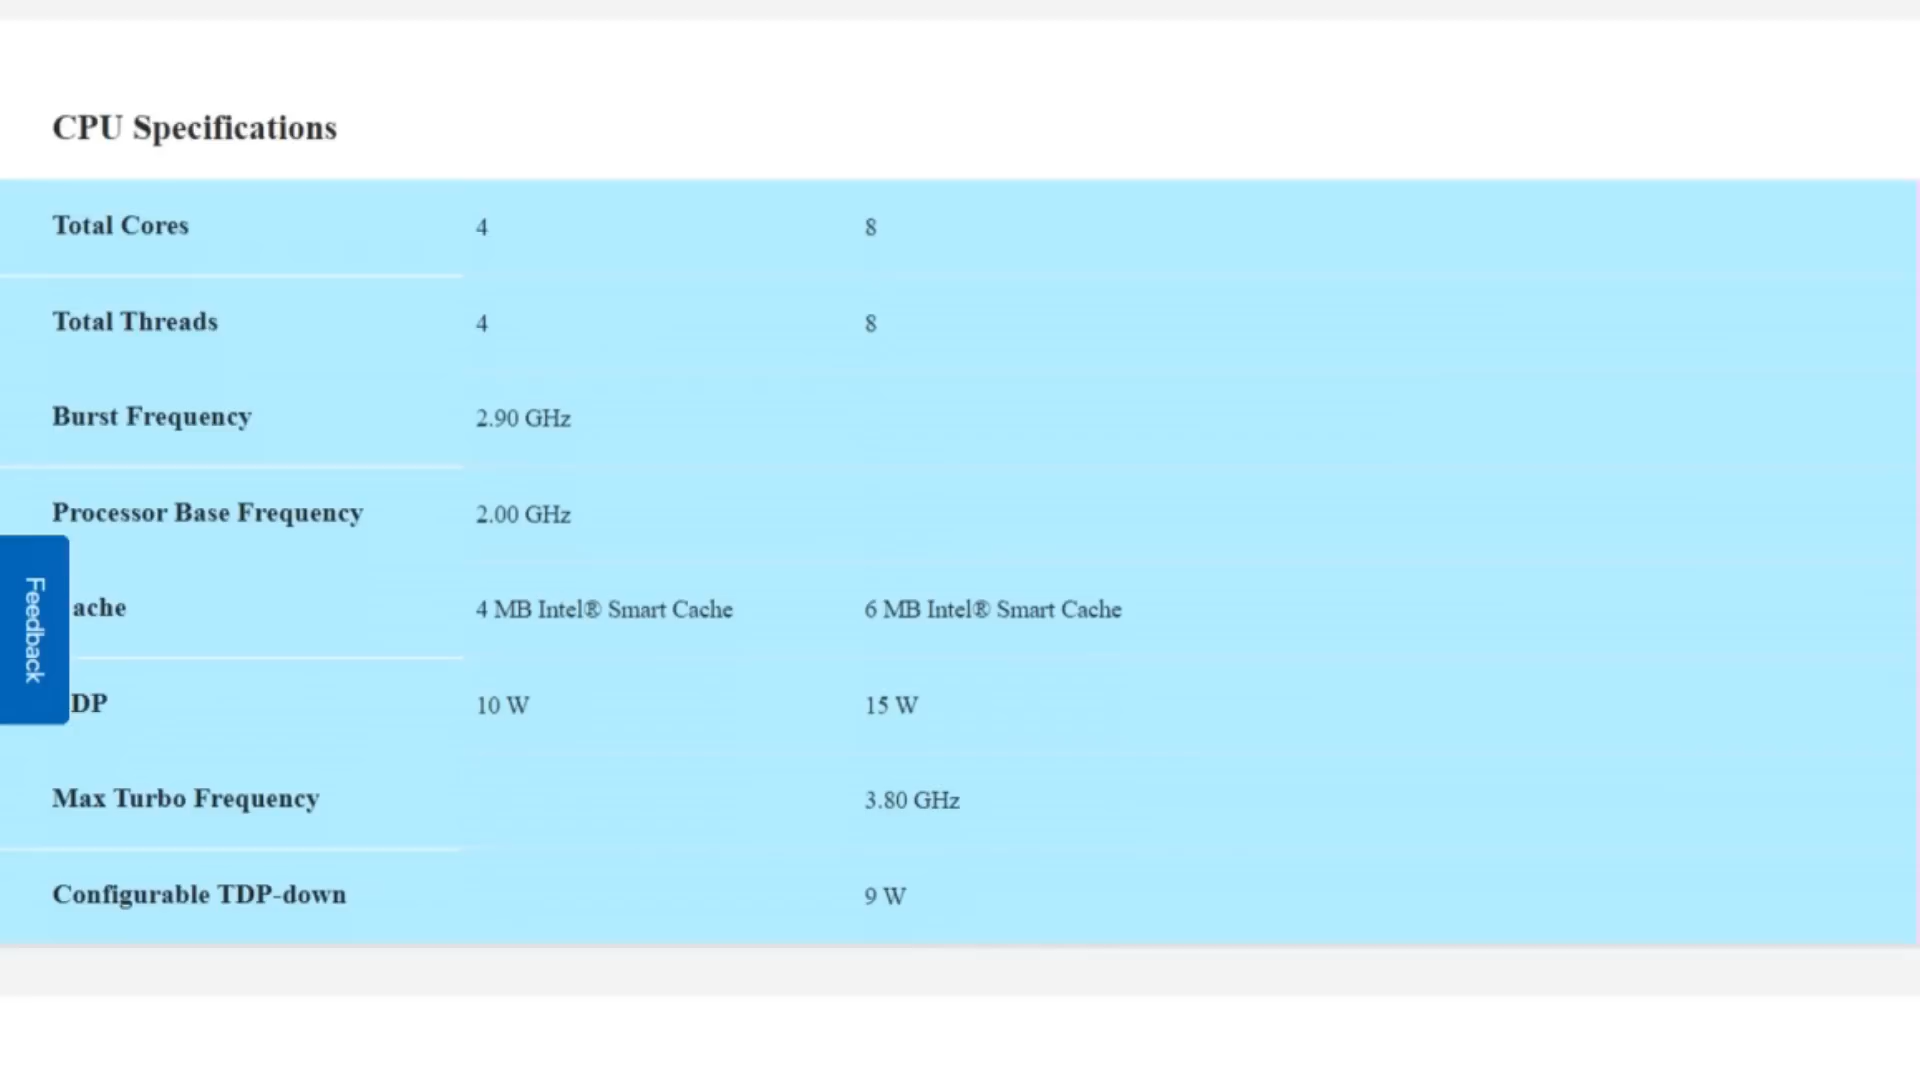 CPU Specifications
Total Cores 4 8
Total Threads 4 8
Burst Frequency 2.90 GHz
Processor Base Frequency 2.00 GHz
ache 4 MB Intel® Smart Cache 6 MB Intel® Smart Cache
DP 10 W 15 W
Max Turbo Frequency 3.80 GHz
Configurable TDP-down 9 W
Feedback